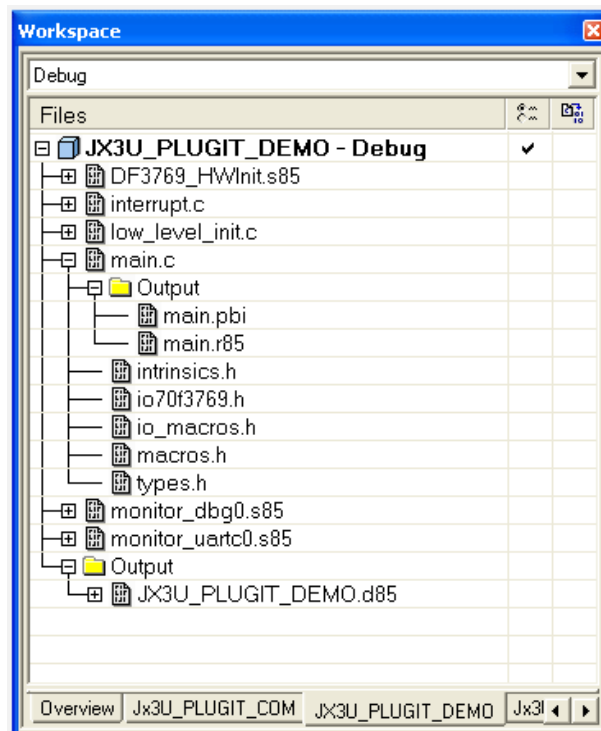 Workspace
Debug
Files
JX3U_PLUGIT_DEMO - Debug
DF3769_HWInit.s85
interrupt.c
low_level_init.c
main.c
Output
main.pbi
main.r85
intrinsics.h
io70f3769.h
io_macros.h
macros.h
types.h
monitor_dbg0.s85
monitor_uartc0.s85
Output
JX3U_PLUGIT_DEMO.d85
Overview Jx3U_PLUGIT_COM JX3U_PLUGIT_DEMO